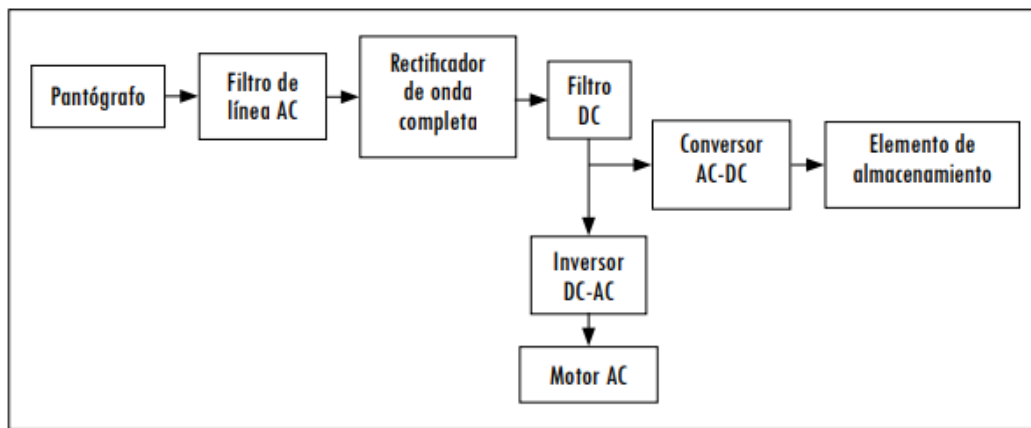 Pantógrafo
Filtro de
línea AC
Rectificador
de onda
completa
Filtro
DC
Conversor
AC-DC
Elemento de
almacenamiento
Inversor
DC-AC
Motor AC